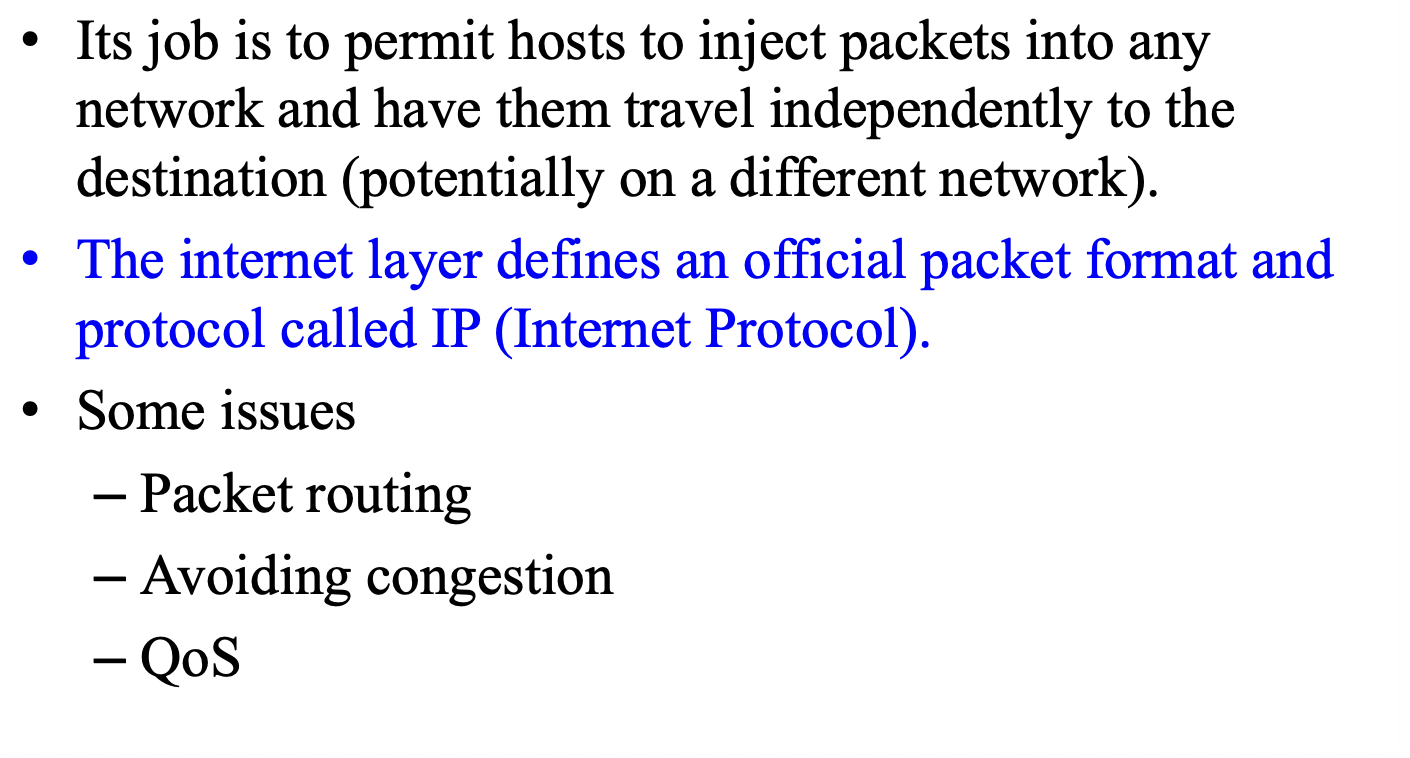 • Its job is to permit hosts to inject packets into any
network and have them travel independently to the
destination (potentially on a different network).
• The internet layer defines an official packet format and
protocol called IP (Internet Protocol).
• Some issues
– Packet routing
– Avoiding congestion
– QoS